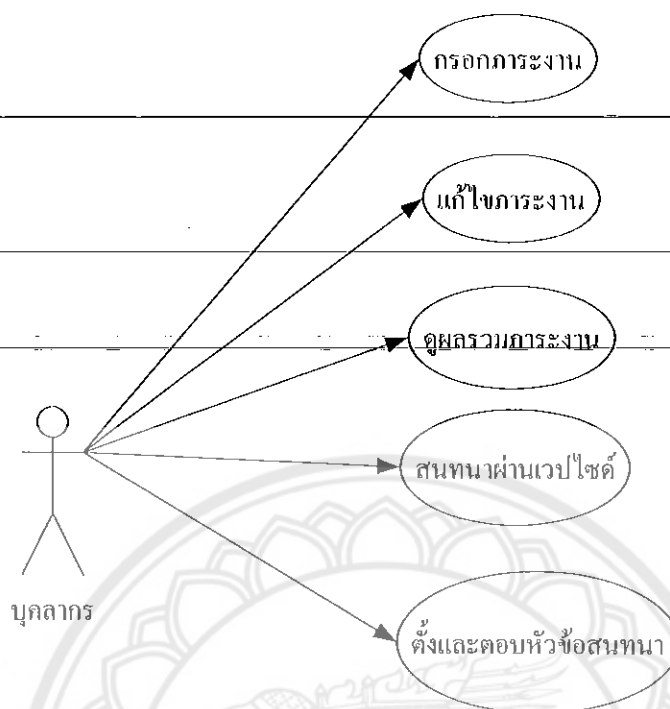 กรอกภาระงาน
แก้ไขภาระงาน
ดูผลรวมภาระงาน
สนทนาผ่านเวปไซด์
บุคลากร
ตั้งและตอบหัวข้อสนทนา